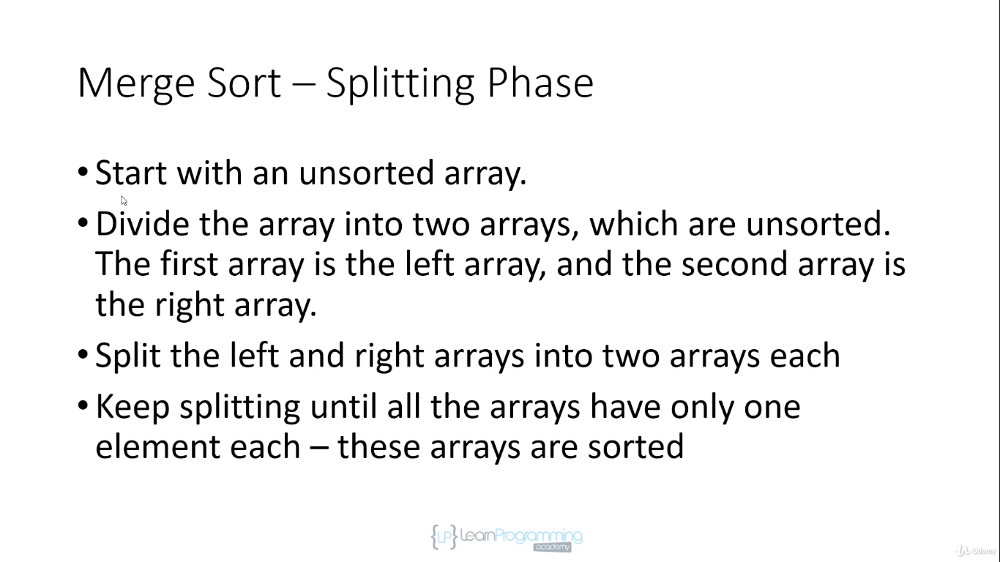 Merge Sort – Splitting Phase
• Start with an unsorted array.
• Divide the array into two arrays, which are unsorted.
The first array is the left array, and the second array is
the right array.
• Split the left and right arrays into two arrays each
• Keep splitting until all the arrays have only one
element each – these arrays are sorted
{LP} LearnProgramming
.academy
Udemy